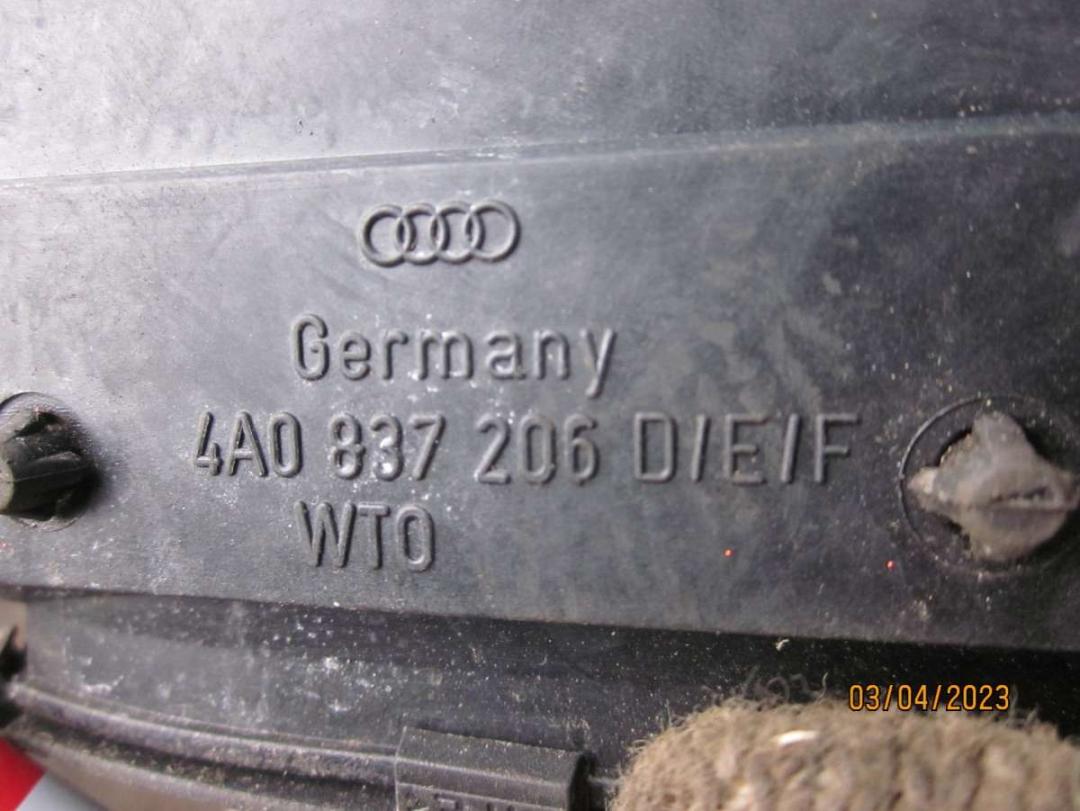 Germany
4A0 837 206 D/E/F
WTO
03/04/2023